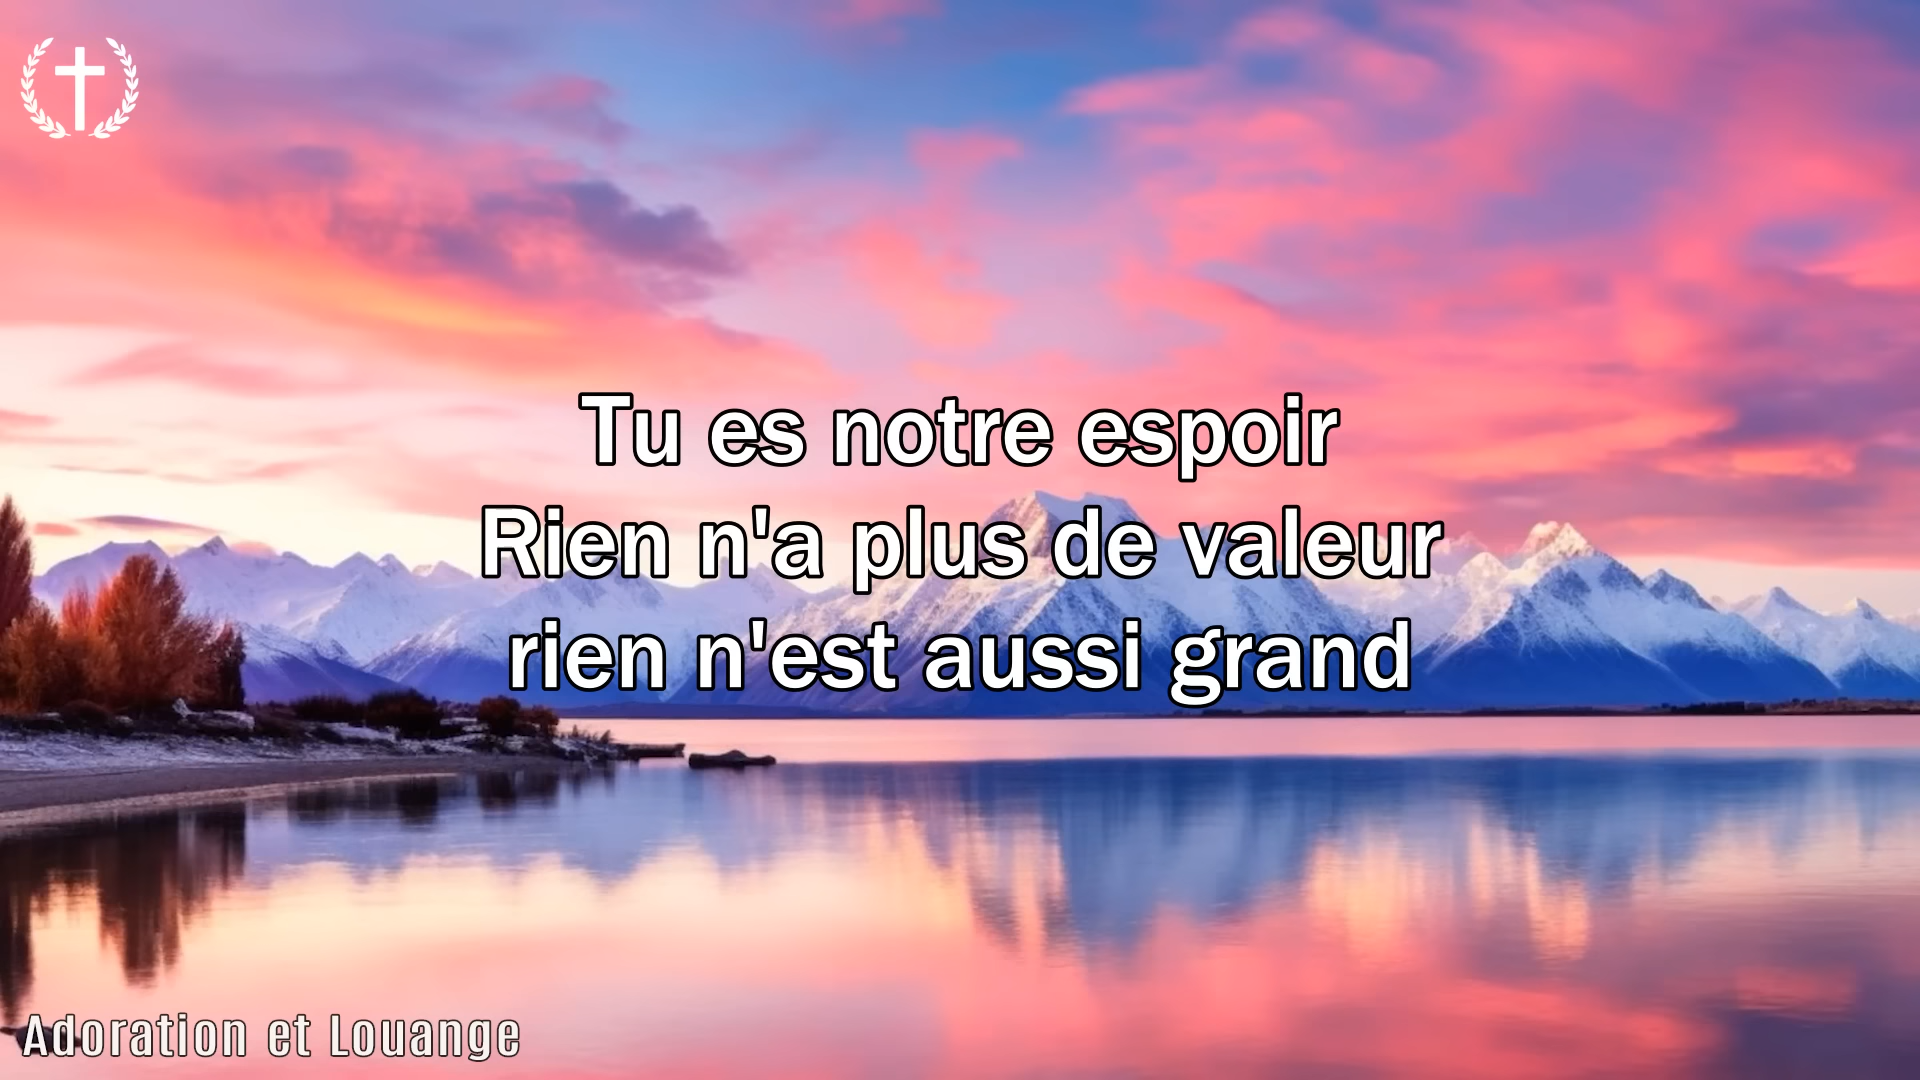 Tu es notre espoir
Rien n'a plus de valeur
rien n'est aussi grand
Adoration et Louange